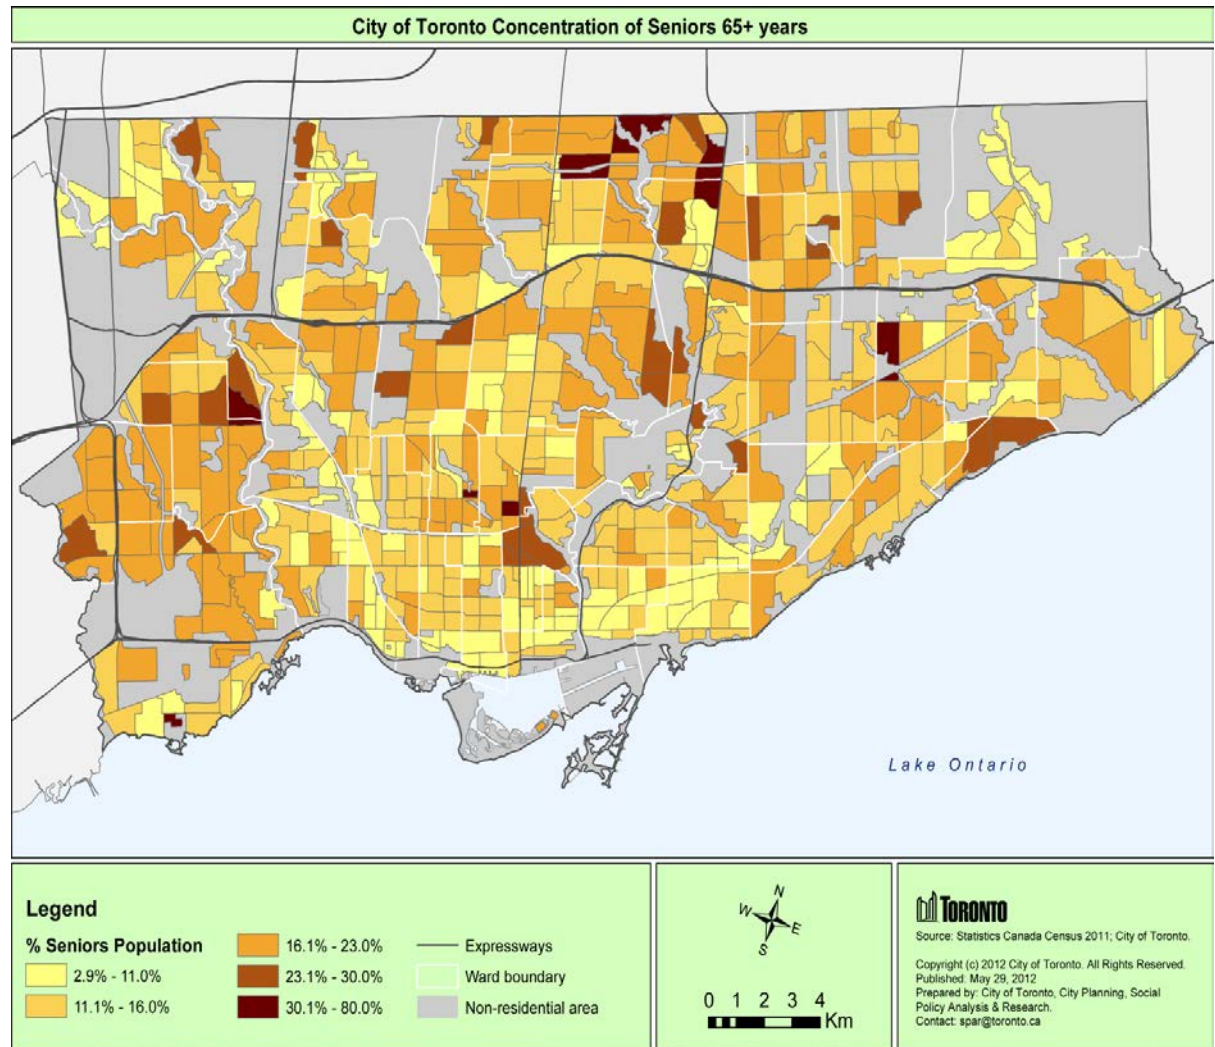 City of Toronto Concentration of Seniors 65+ years
Lake Ontario
Legend
% Seniors Population
2.9% - 11.0%
11.1% - 16.0%
16.1% - 23.0%
23.1% - 30.0%
30.1% - 80.0%
Expressways
Ward boundary
Non-residential area
N
W
E
S
0 1 2 3 4
Km
TORONTO
Source: Statistics Canada Census 2011; City of Toronto.
Copyright (c) 2012 City of Toronto. All Rights Reserved.
Published: May 29, 2012
Prepared by: City of Toronto, City Planning, Social
Policy Analysis & Research.
Contact: spar@toronto.ca